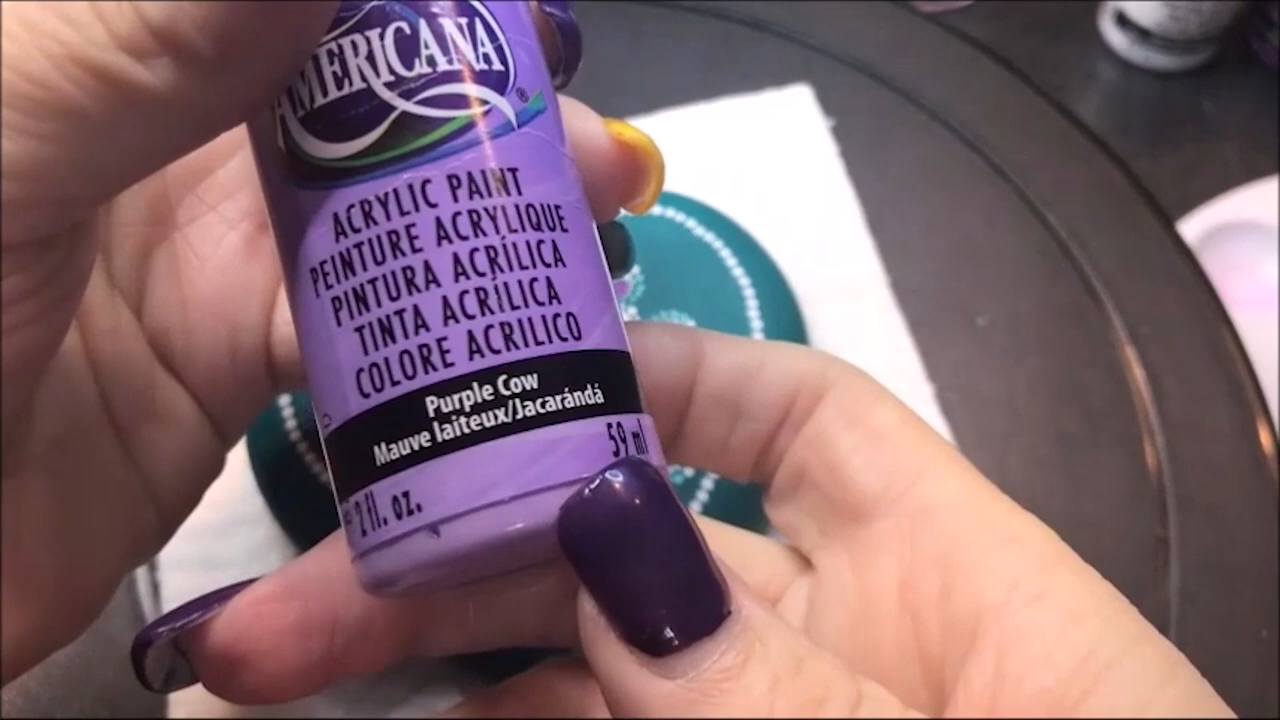 AMERICANA
®
ACRYLIC PAINT
PEINTURE ACRYLIQUE
PINTURA ACRÍLICA
TINTA ACRÍLICA
COLORE ACRILICO
Purple Cow
Mauve laiteux/Jacarándá
59 ml
2 fl. oz.